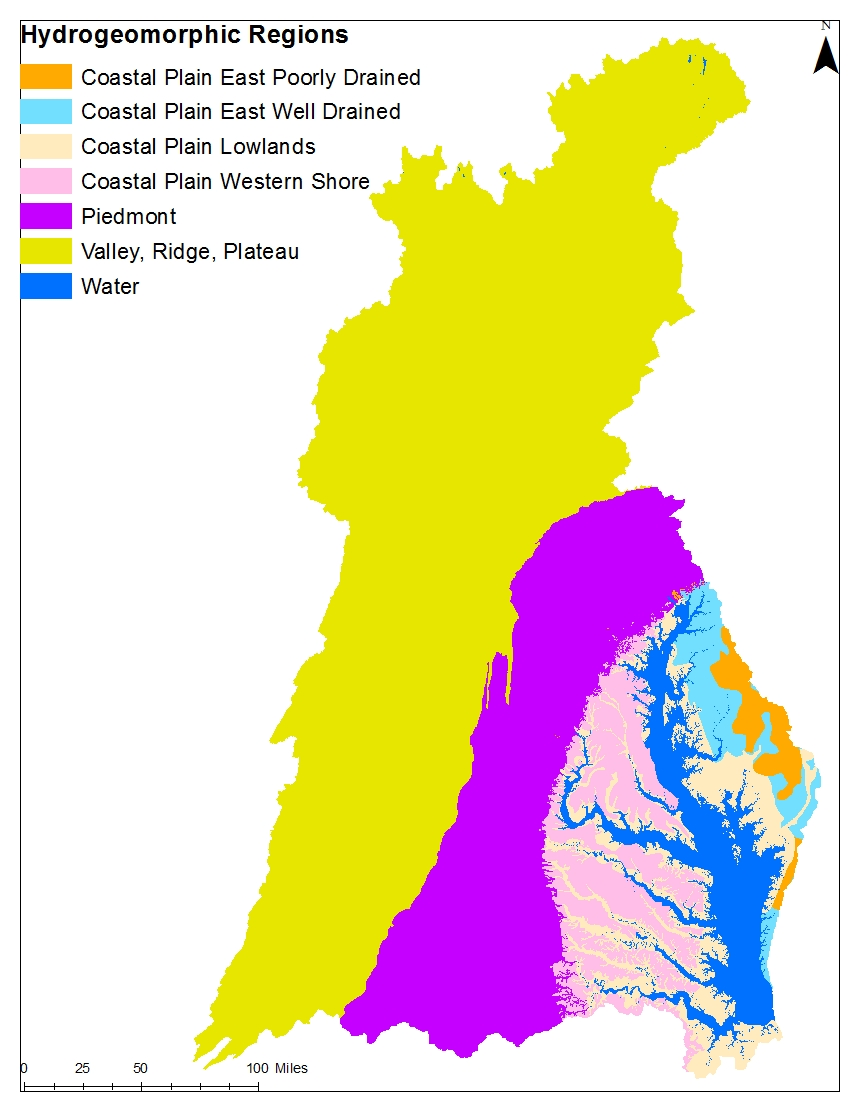 Hydrogeomorphic Regions
N
Coastal Plain East Poorly Drained
Coastal Plain East Well Drained
Coastal Plain Lowlands
Coastal Plain Western Shore
Piedmont
Valley, Ridge, Plateau
Water
0 25 50 100 Miles